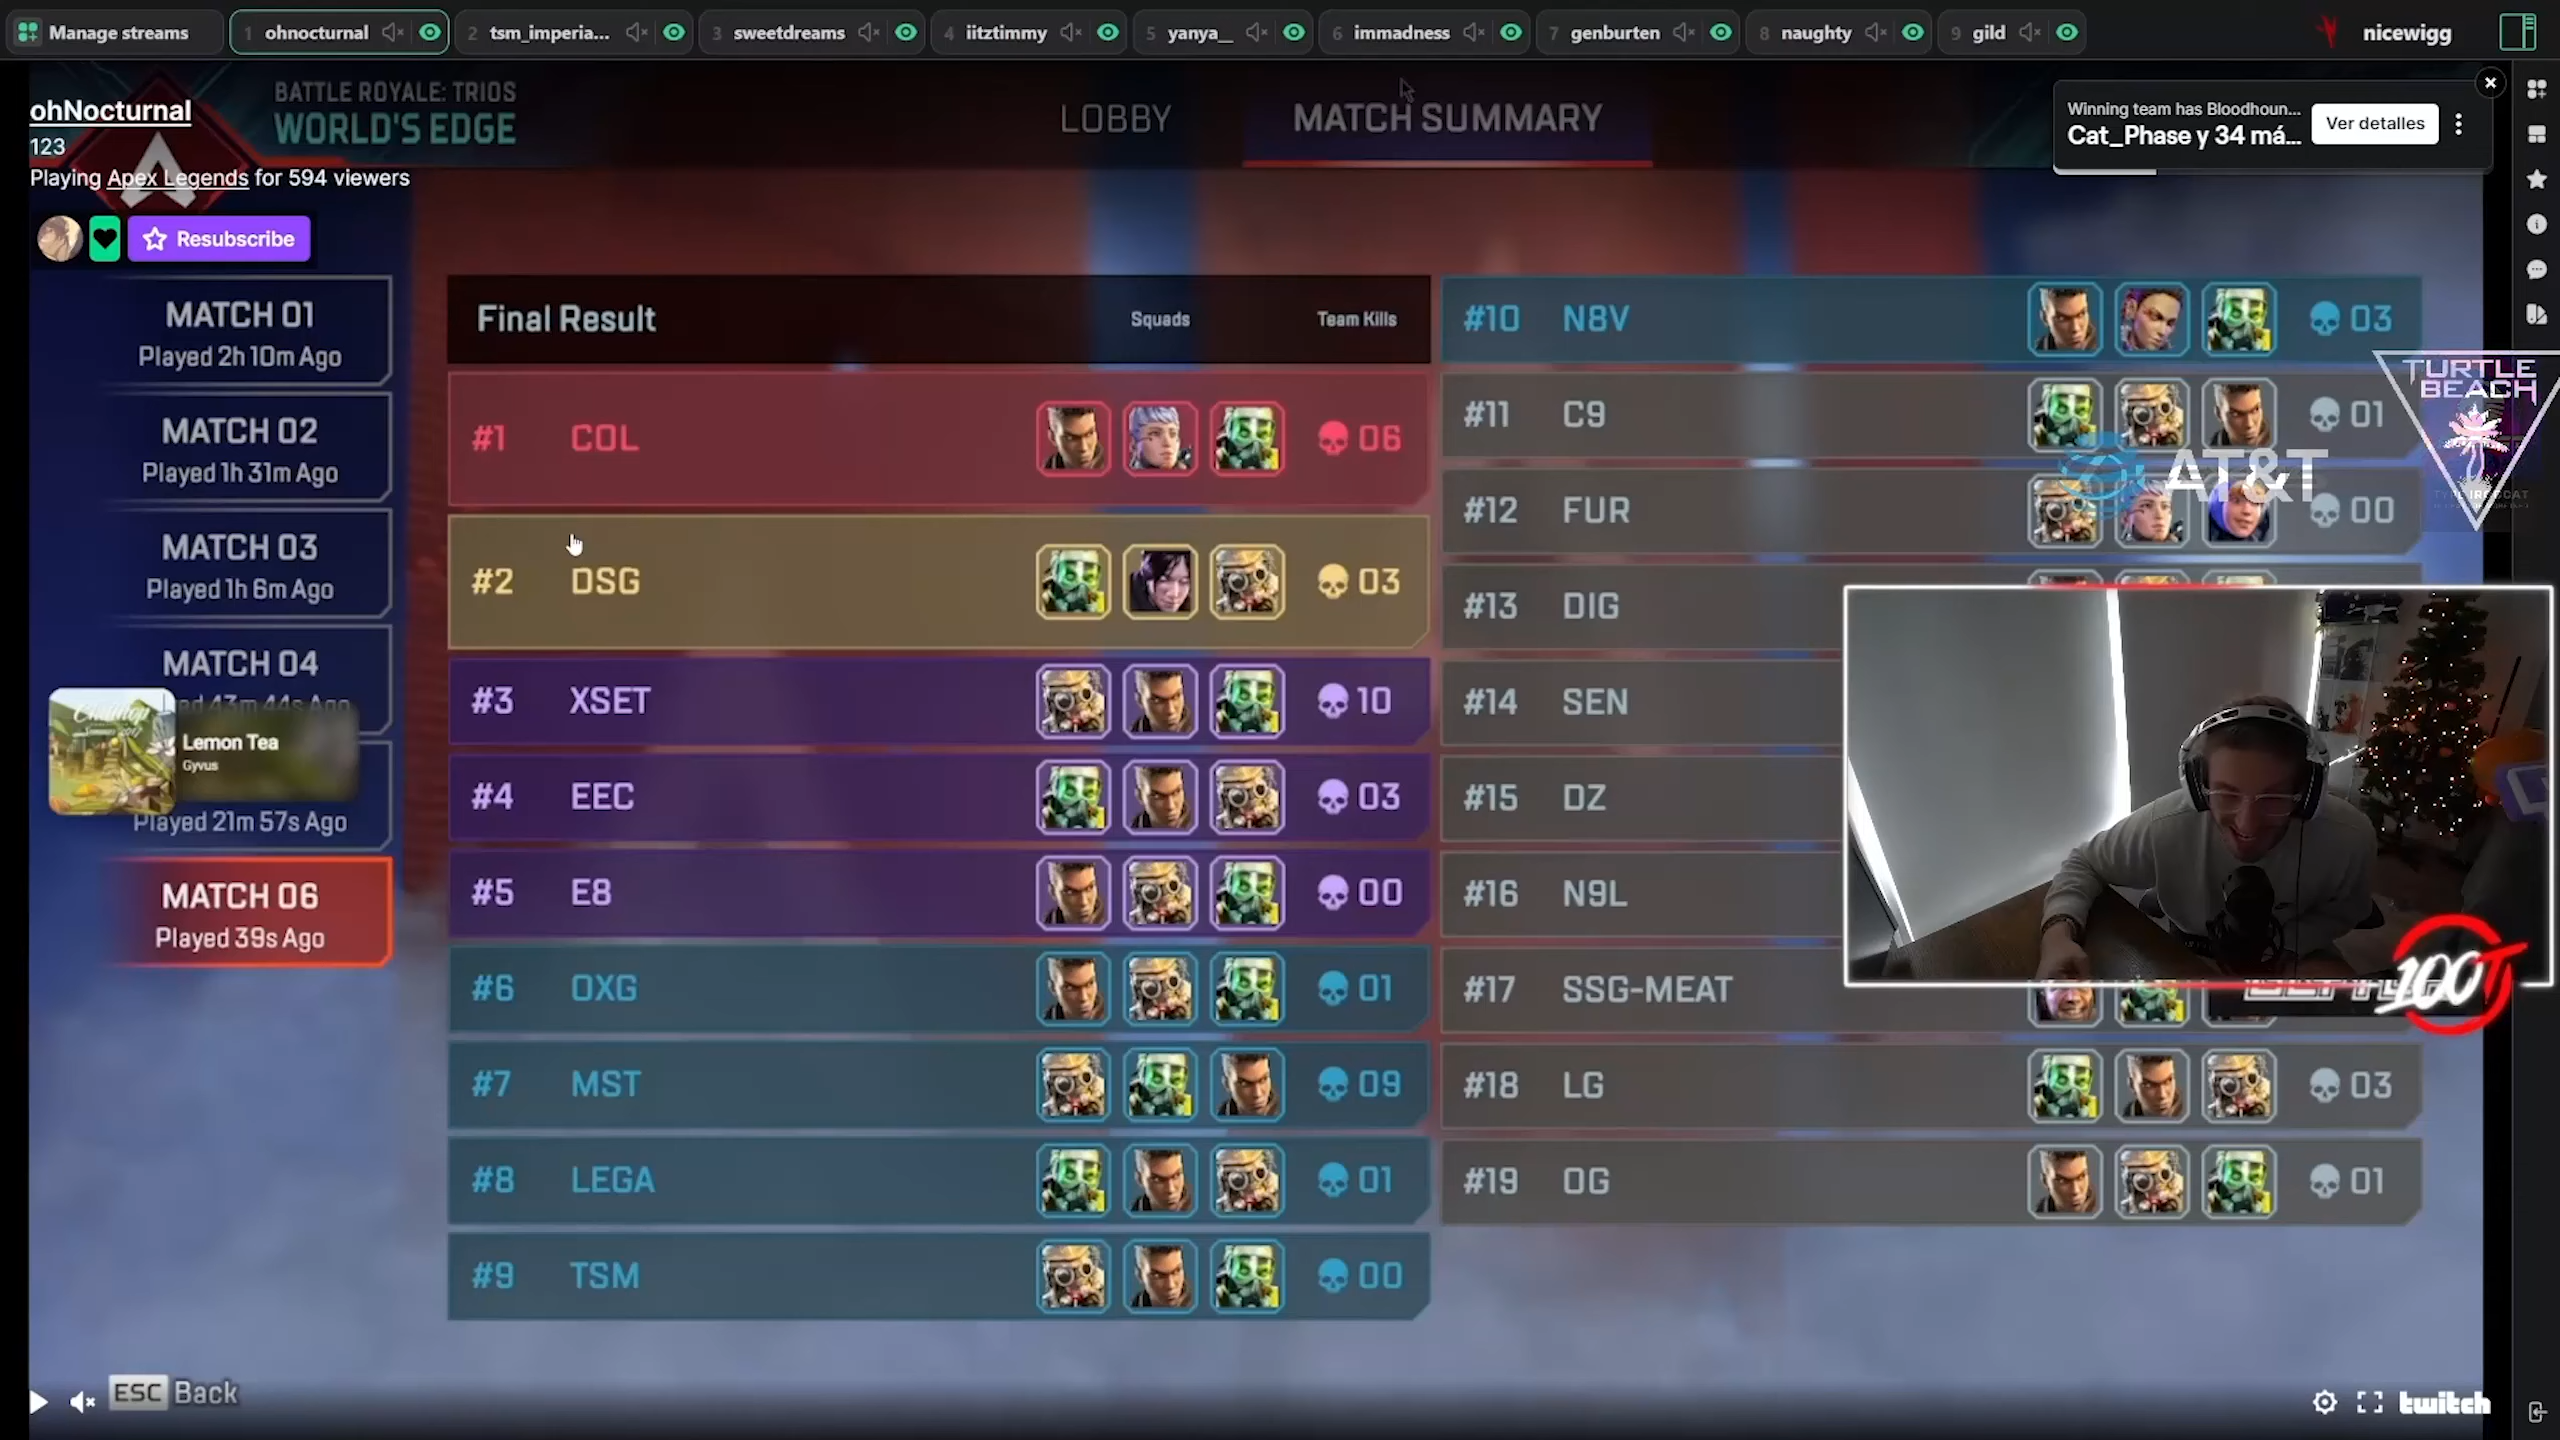 Manage streams
1 ohnocturnal
2 tsm_imperia...
3 sweetdreams
4 iitztimmy
5 yanya__
6 immadness
7 genburten
8 naughty
9 gild
nicewigg
ohNocturnal
123
Playing Apex Legends for 594 viewers
Resubscribe
BATTLE ROYALE: TRIOS
WORLD'S EDGE
LOBBY
MATCH SUMMARY
Winning team has Bloodhoun...
Cat_Phase y 34 má...
Ver detalles
MATCH 01
Played 2h 10m Ago
MATCH 02
Played 1h 31m Ago
MATCH 03
Played 1h 6m Ago
MATCH 04
43m 44s Ago
Lemon Tea
Gyvus
Played 21m 57s Ago
MATCH 06
Played 39s Ago
Final Result Squads Team Kills
#1 COL 06
#2 DSG 03
#3 XSET 10
#4 EEC 03
#5 E8 00
#6 OXG 01
#7 MST 09
#8 LEGA 01
#9 TSM 00
#10 N8V 03
#11 C9 01
#12 FUR 00
#13 DIG
#14 SEN
#15 DZ
#16 N9L
#17 SSG-MEAT
#18 LG 03
#19 OG 01
TURTLE
BEACH
AT&T
100T
ESC Back
twitch